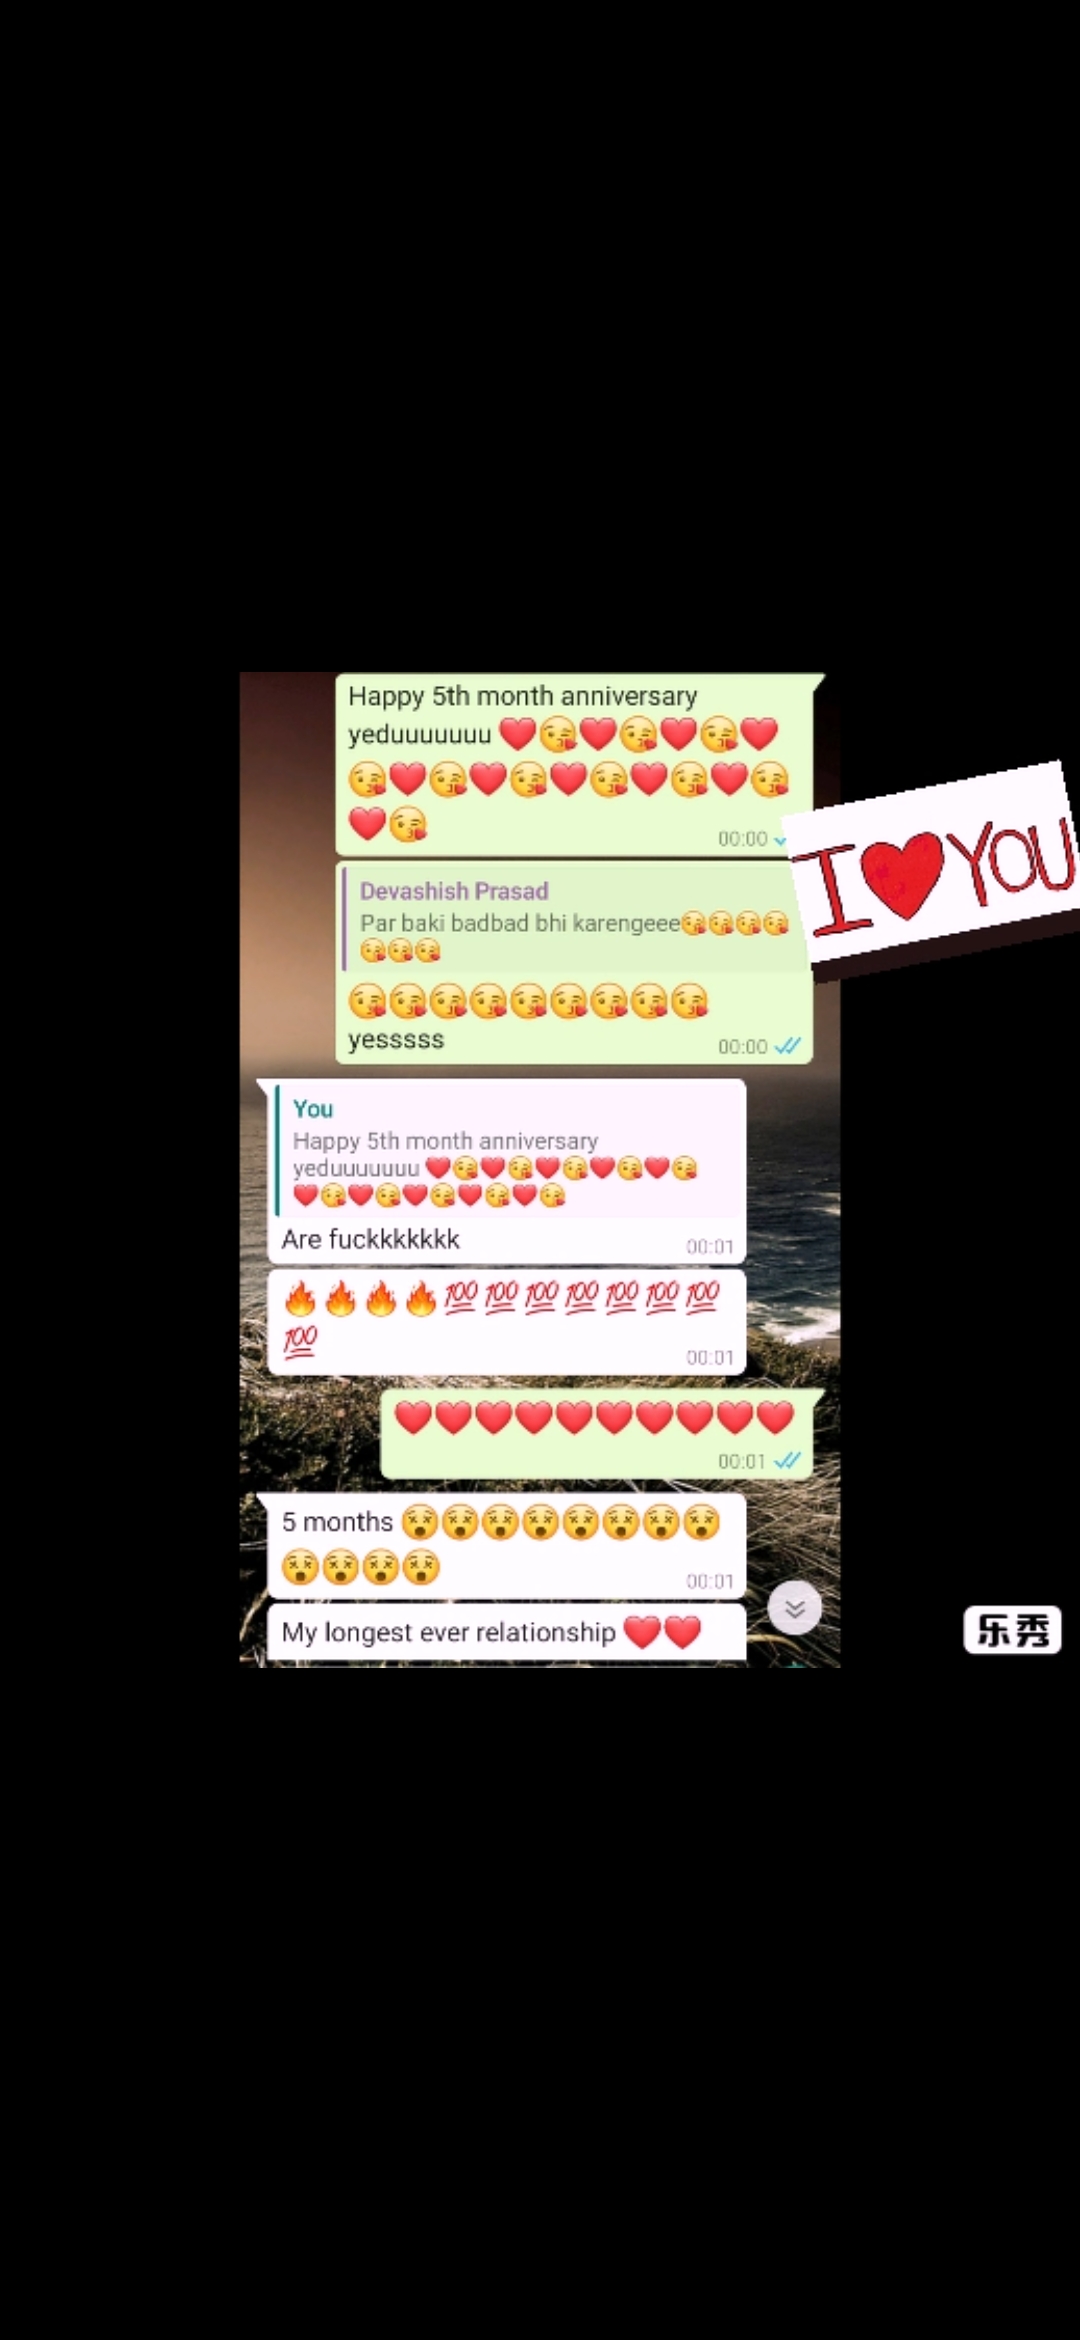 Happy 5th month anniversary
yeduuuuuuu ❤️😘❤️😘❤️😘❤️
😘❤️😘❤️😘❤️😘❤️😘❤️😘
❤️😘
00:00
I ❤️ YOU
Devashish Prasad
Par baki badbad bhi karengeee😘😘😘😘
😘😘😘
😘😘😘😘😘😘😘😘😘
yesssss
00:00
You
Happy 5th month anniversary
yeduuuuuuu ❤️😘❤️😘❤️😘❤️😘❤️😘
❤️😘❤️😘❤️😘❤️😘❤️😘
Are fuckkkkkkk
00:01
🔥🔥🔥🔥💯💯💯💯💯💯💯
💯
00:01
❤️❤️❤️❤️❤️❤️❤️❤️❤️❤️
00:01
5 months 😵😵😵😵😵😵😵😵
😵😵😵😵
00:01
My longest ever relationship ❤️❤️
乐秀